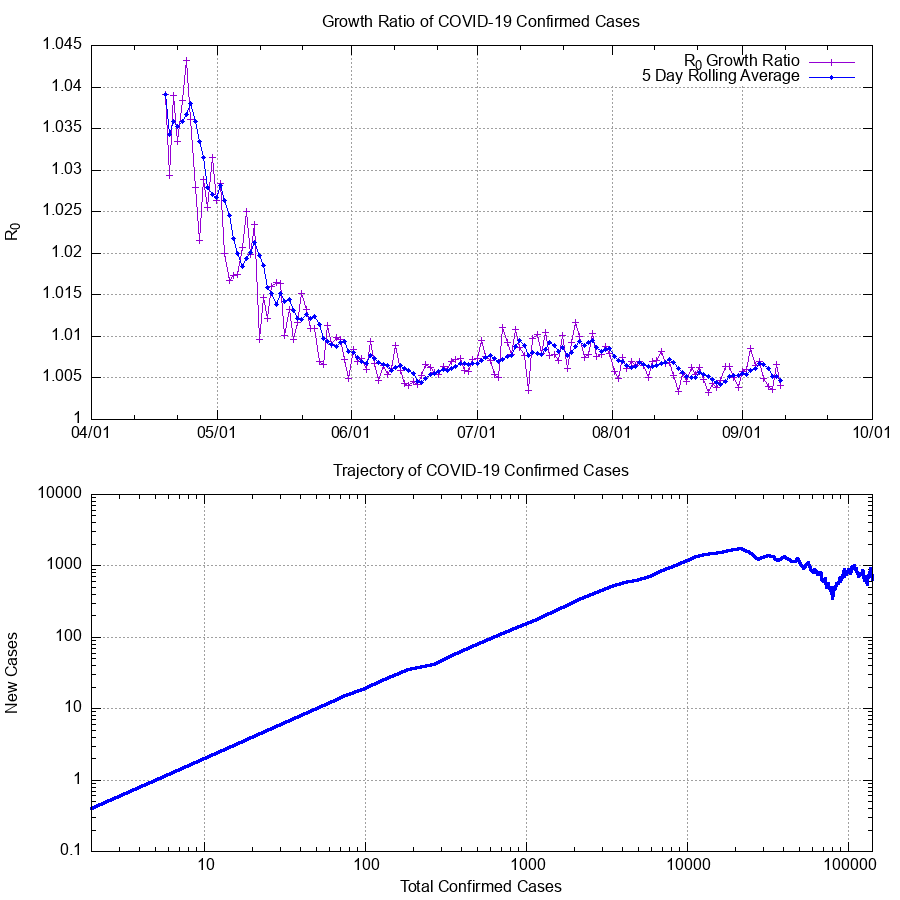 Growth Ratio of COVID-19 Confirmed Cases
R0 Growth Ratio
5 Day Rolling Average
1.045
1.04
1.035
1.03
1.025
1.02
1.015
1.01
1.005
1
R0
04/01 05/01 06/01 07/01 08/01 09/01 10/01
Trajectory of COVID-19 Confirmed Cases
10000
1000
100
10
1
0.1
New Cases
10 100 1000 10000 100000
Total Confirmed Cases